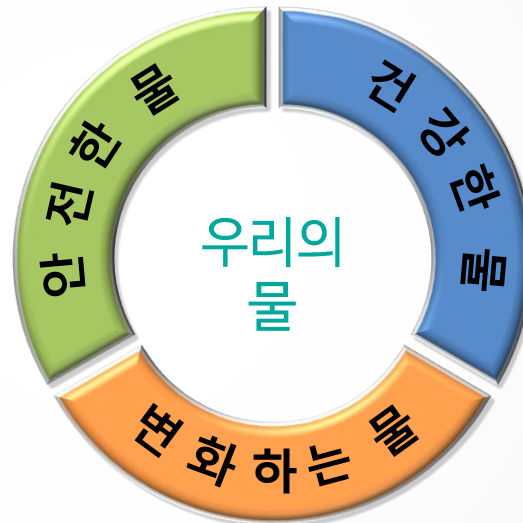 안전한 물
건강한 물
우리의
물
변화하는 물